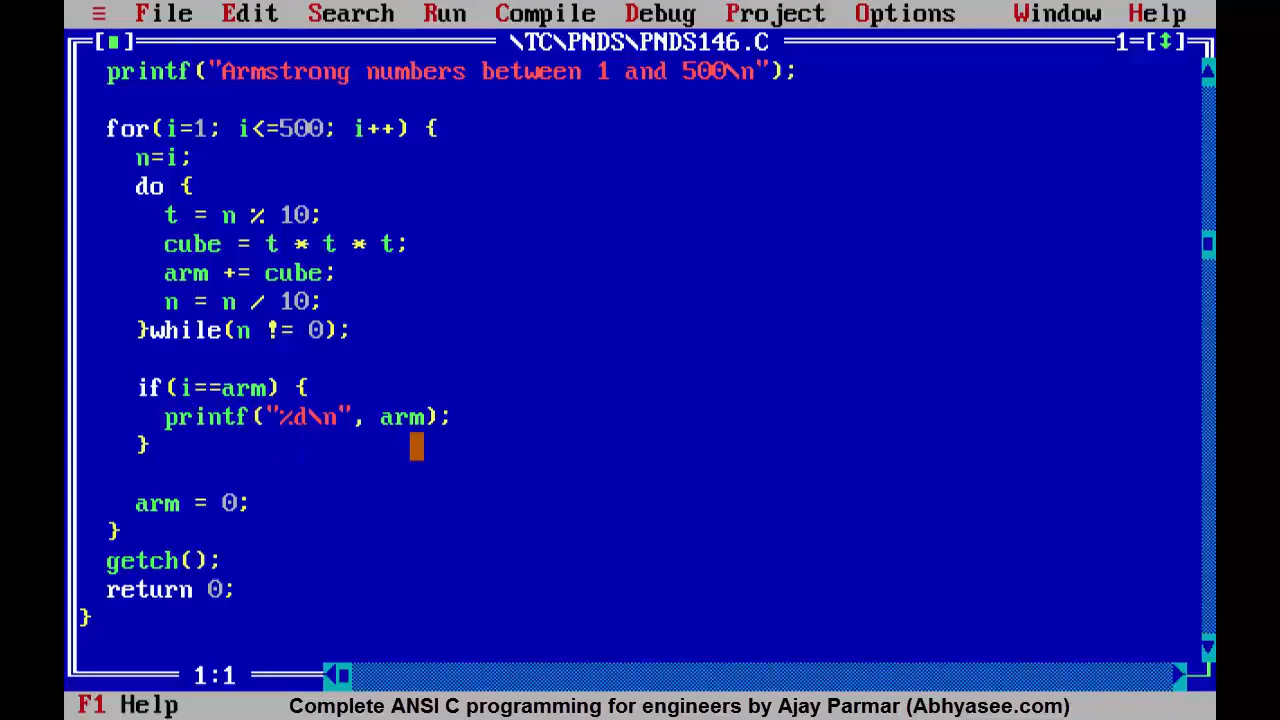 ≡ File Edit Search Run Compile Debug Project Options Window Help
[■] \TC\PNDS\PNDS146.C 1=[↕]
printf("Armstrong numbers between 1 and 500\n");
for(i=1; i<=500; i++) {
n=i;
do {
t = n % 10;
cube = t * t * t;
arm += cube;
n = n / 10;
}while(n != 0);
if(i==arm) {
printf("%d\n", arm);
}
arm = 0;
}
getch();
return 0;
}
1:1
F1 Help Complete ANSI C programming for engineers by Ajay Parmar (Abhyasee.com)